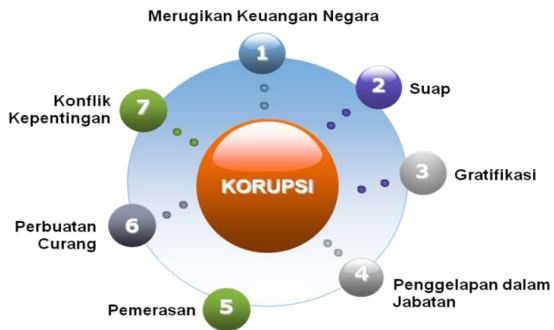 Merugikan Keuangan Negara
1
2
Suap
3
Gratifikasi
4
Penggelapan dalam
Jabatan
5
Pemerasan
6
Perbuatan
Curang
7
Konflik
Kepentingan
KORUPSI